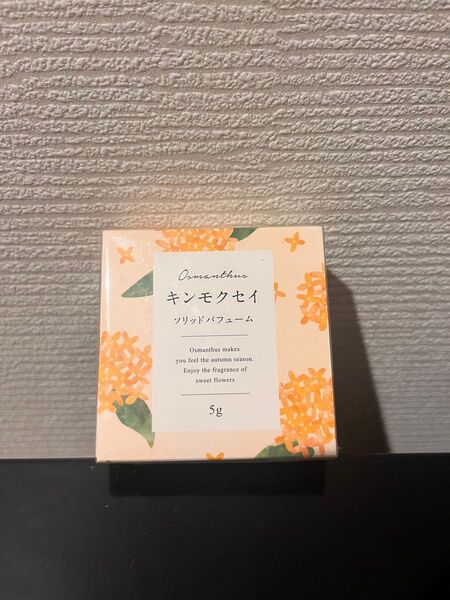 Osmanthus
キンモクセイ
ソリッドパフューム
Osmanthus makes
you feel the autumn season.
Enjoy the fragrance of
sweet flowers
5g